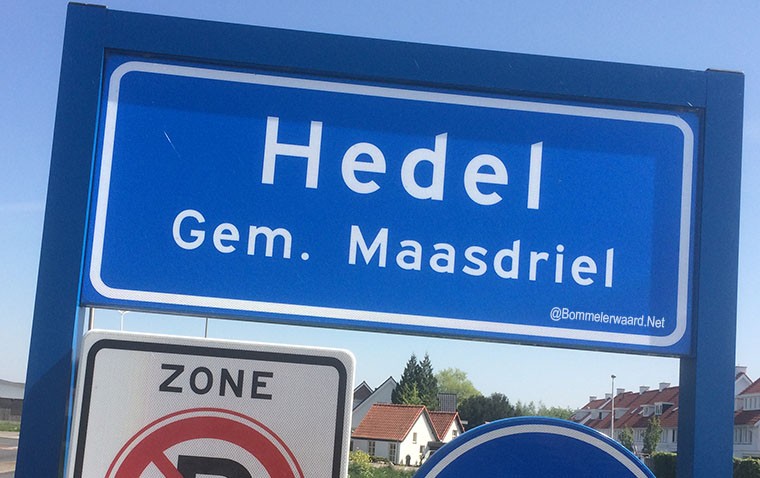 Hedel
Gem. Maasdriel
@Bommelerwaard.Net
ZONE